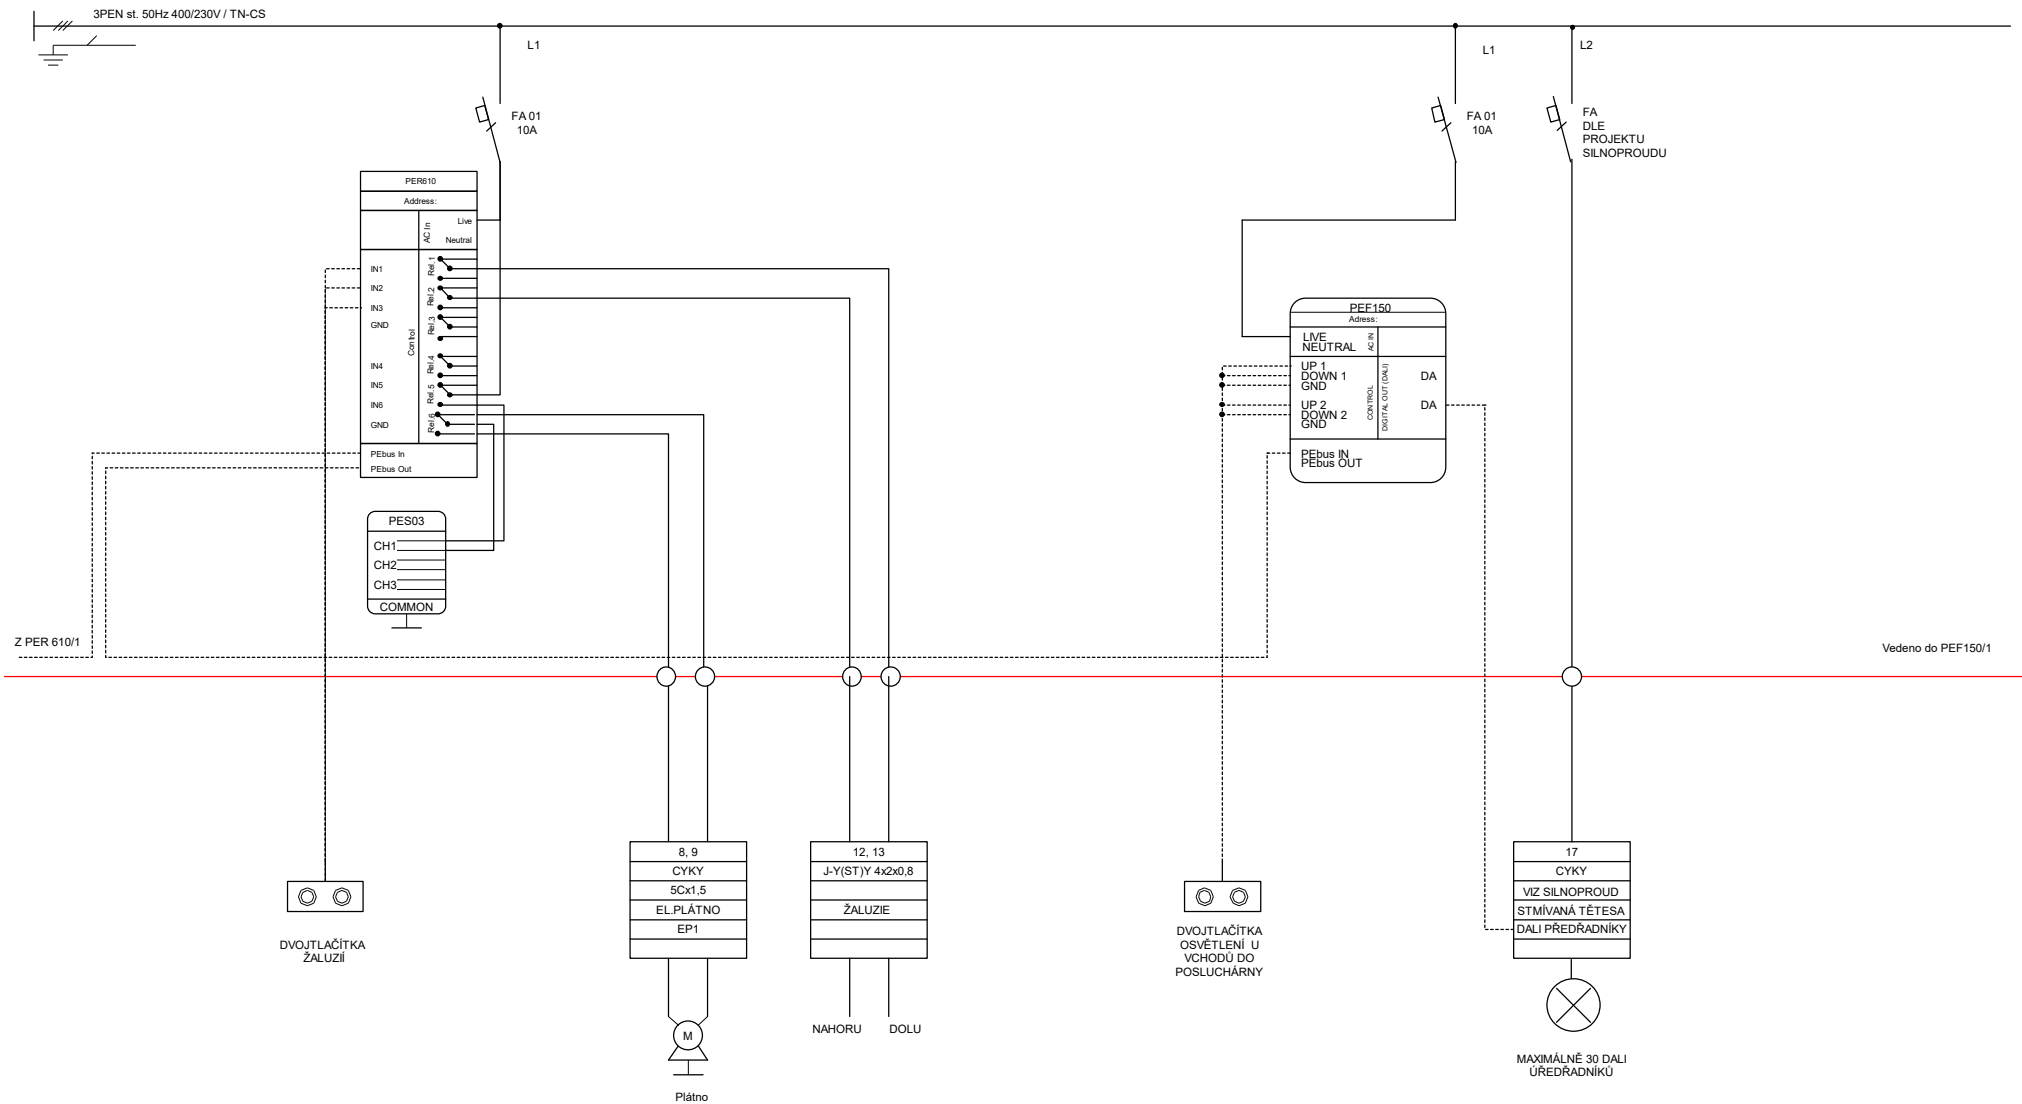 3PEN st. 50Hz 400/230V / TN-CS
L1
L1
L2
FA 01
10A
FA 01
10A
FA
DLE
PROJEKTU
SILNOPROUDU
PER610
Address:
AC In
Live
Neutral
Control
IN1
IN2
IN3
GND
IN4
IN5
IN6
GND
Rel.1
Rel.2
Rel.3
Rel.4
Rel.5
Rel.6
PEbus In
PEbus Out
PES03
CH1
CH2
CH3
COMMON
PEF150
Adress:
LIVE
NEUTRAL
AC IN
UP 1
DOWN 1
GND
UP 2
DOWN 2
GND
CONTROL
DIGITAL OUT (DALI)
DA
DA
PEbus IN
PEbus OUT
Z PER 610/1
Vedeno do PEF150/1
DVOJTLAČÍTKA
ŽALUZIÍ
8, 9
CYKY
5Cx1,5
EL.PLÁTNO
EP1
M
Plátno
12, 13
J-Y(ST)Y 4x2x0,8
ŽALUZIE
NAHORU
DOLU
DVOJTLAČÍTKA
OSVĚTLENÍ U
VCHODŮ DO
POSLUCHÁRNY
17
CYKY
VIZ SILNOPROUD
STMÍVANÁ TĚTESA
DALI PŘEDŘADNÍKY
MAXIMÁLNĚ 30 DALI
ÚŘEDŘADNÍKŮ